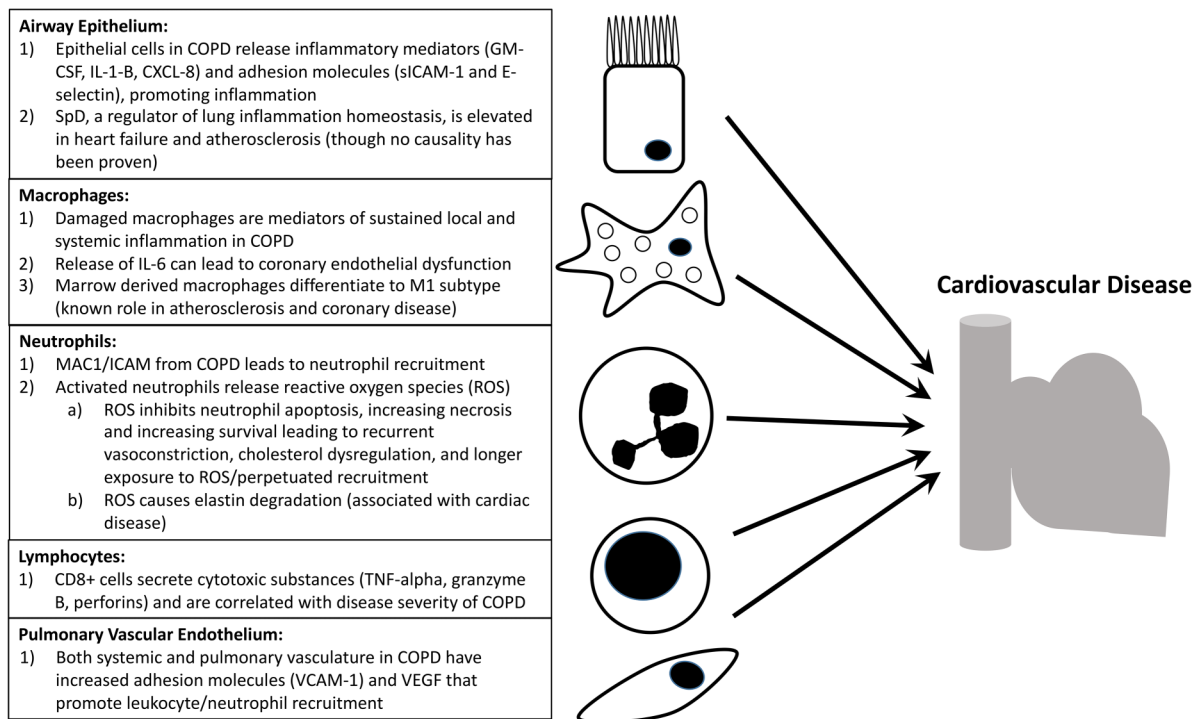 Airway Epithelium:
1) Epithelial cells in COPD release inflammatory mediators (GM-
CSF, IL-1-B, CXCL-8) and adhesion molecules (sICAM-1 and E-
selectin), promoting inflammation
2) SpD, a regulator of lung inflammation homeostasis, is elevated
in heart failure and atherosclerosis (though no causality has
been proven)
Macrophages:
1) Damaged macrophages are mediators of sustained local and
systemic inflammation in COPD
2) Release of IL-6 can lead to coronary endothelial dysfunction
3) Marrow derived macrophages differentiate to M1 subtype
(known role in atherosclerosis and coronary disease)
Neutrophils:
1) MAC1/ICAM from COPD leads to neutrophil recruitment
2) Activated neutrophils release reactive oxygen species (ROS)
a) ROS inhibits neutrophil apoptosis, increasing necrosis
and increasing survival leading to recurrent
vasoconstriction, cholesterol dysregulation, and longer
exposure to ROS/perpetuated recruitment
b) ROS causes elastin degradation (associated with cardiac
disease)
Lymphocytes:
1) CD8+ cells secrete cytotoxic substances (TNF-alpha, granzyme
B, perforins) and are correlated with disease severity of COPD
Pulmonary Vascular Endothelium:
1) Both systemic and pulmonary vasculature in COPD have
increased adhesion molecules (VCAM-1) and VEGF that
promote leukocyte/neutrophil recruitment
Cardiovascular Disease